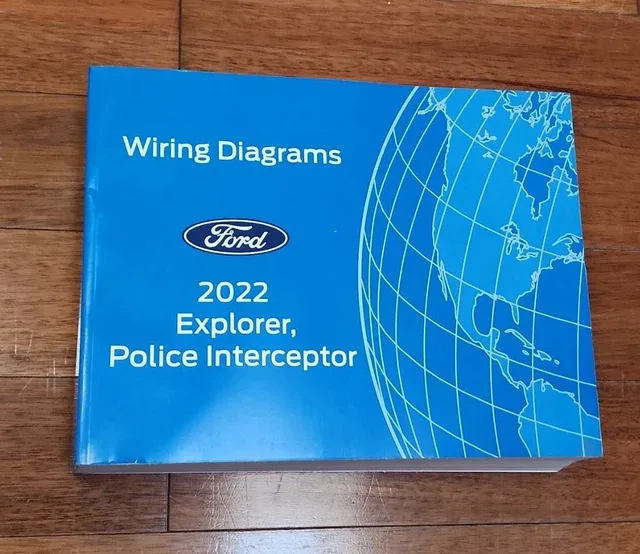 Wiring Diagrams
Ford
2022
Explorer,
Police Interceptor